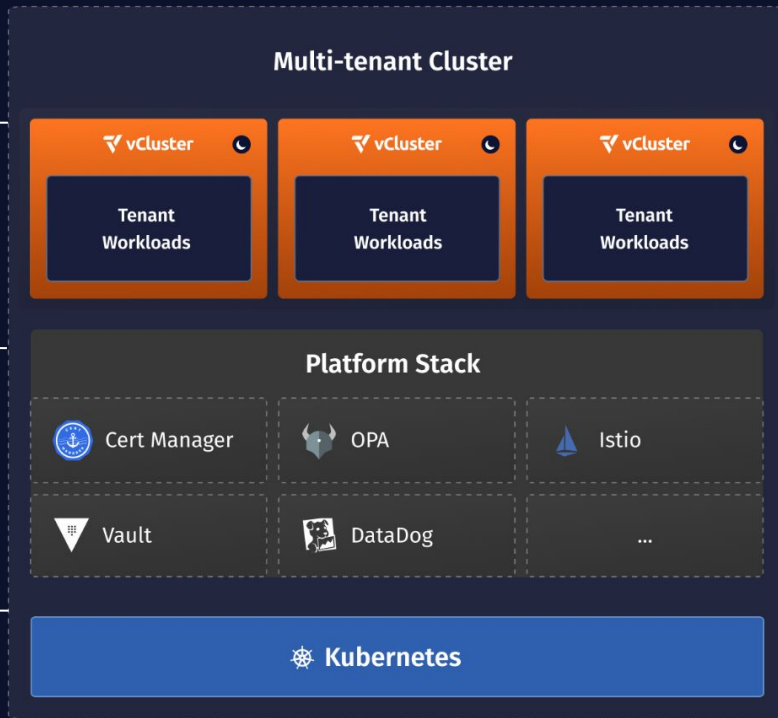 Multi-tenant Cluster
vCluster
Tenant
Workloads
vCluster
Tenant
Workloads
vCluster
Tenant
Workloads
Platform Stack
Cert Manager
OPA
Istio
Vault
DataDog
...
Kubernetes